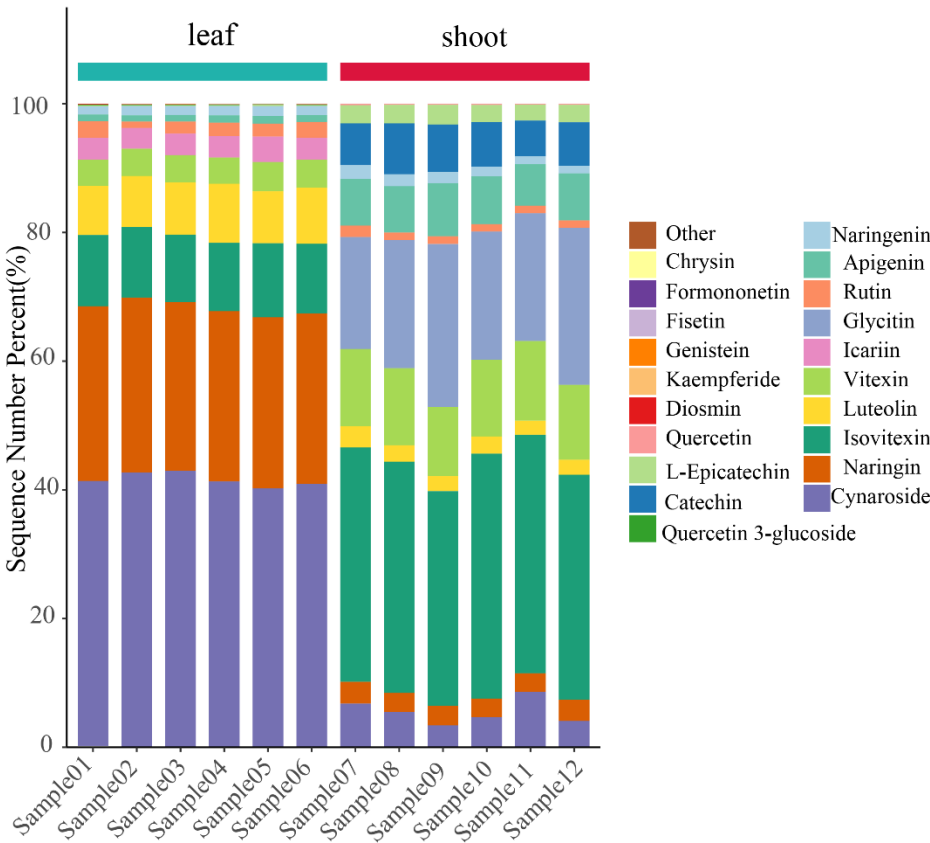 leaf
shoot
Sequence Number Percent(%)
100
80
60
40
20
0
Sample01
Sample02
Sample03
Sample04
Sample05
Sample06
Sample07
Sample08
Sample09
Sample10
Sample11
Sample12
Other
Chrysin
Formononetin
Fisetin
Genistein
Kaempferide
Diosmin
Quercetin
L-Epicatechin
Catechin
Quercetin 3-glucoside
Naringenin
Apigenin
Rutin
Glycitin
Icariin
Vitexin
Luteolin
Isovitexin
Naringin
Cynaroside